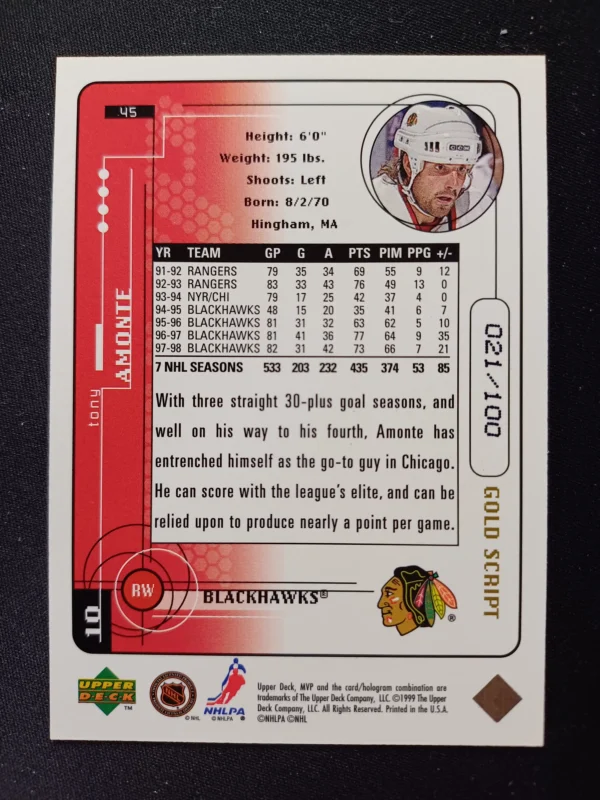 45
Height: 6'0"
Weight: 195 lbs.
Shoots: Left
Born: 8/2/70
Hingham, MA
CCM
YR TEAM GP G A PTS PIM PPG +/-
91-92 RANGERS 79 35 34 69 55 9 12
92-93 RANGERS 83 33 43 76 49 13 0
93-94 NYR/CHI 79 17 25 42 37 4 0
94-95 BLACKHAWKS 48 15 20 35 41 6 7
95-96 BLACKHAWKS 81 31 32 63 62 5 10
96-97 BLACKHAWKS 81 41 36 77 64 9 35
97-98 BLACKHAWKS 82 31 42 73 66 7 21
7 NHL SEASONS 533 203 232 435 374 53 85
With three straight 30-plus goal seasons, and
well on his way to his fourth, Amonte has
entrenched himself as the go-to guy in Chicago.
He can score with the league's elite, and can be
relied upon to produce nearly a point per game.
tony
AMONTE
021/100
GOLD SCRIPT
10
RW
BLACKHAWKS®
®
UPPER
DECK
TM
NHL
© NHL
NHLPA
© NHLPA
Upper Deck, MVP and the card/hologram combination are
trademarks of The Upper Deck Company, LLC. ©1999 The Upper
Deck Company, LLC. All Rights Reserved. Printed in the U.S.A.
©NHLPA ©NHL